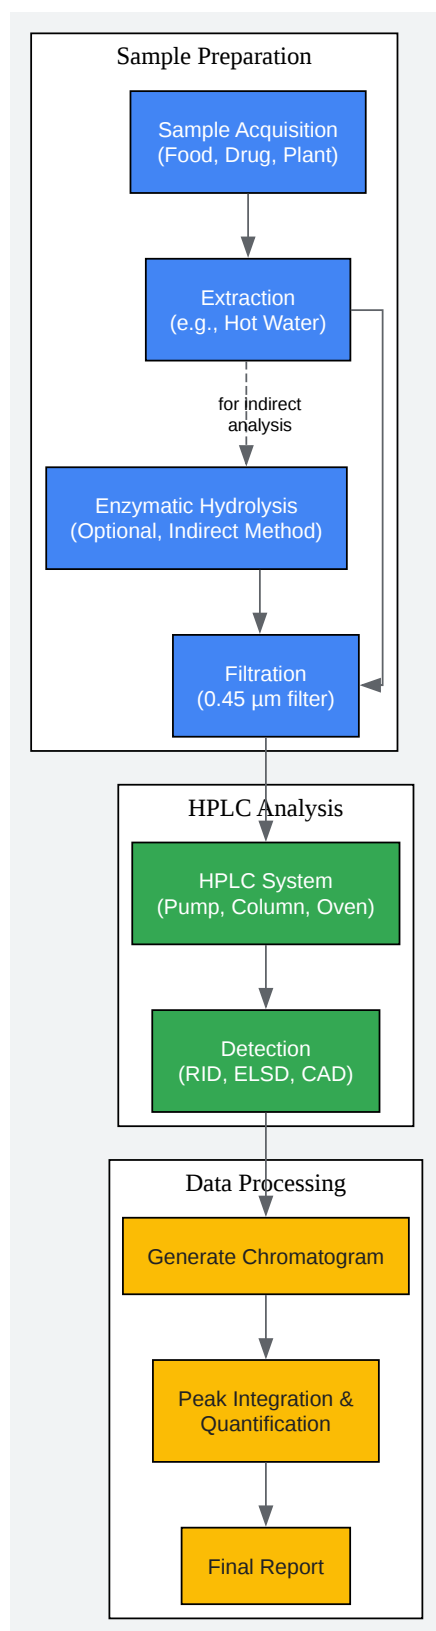 Sample Preparation
Sample Acquisition
(Food, Drug, Plant)
Extraction
(e.g., Hot Water)
for indirect
analysis
Enzymatic Hydrolysis
(Optional, Indirect Method)
Filtration
(0.45 µm filter)
HPLC Analysis
HPLC System
(Pump, Column, Oven)
Detection
(RID, ELSD, CAD)
Data Processing
Generate Chromatogram
Peak Integration &
Quantification
Final Report